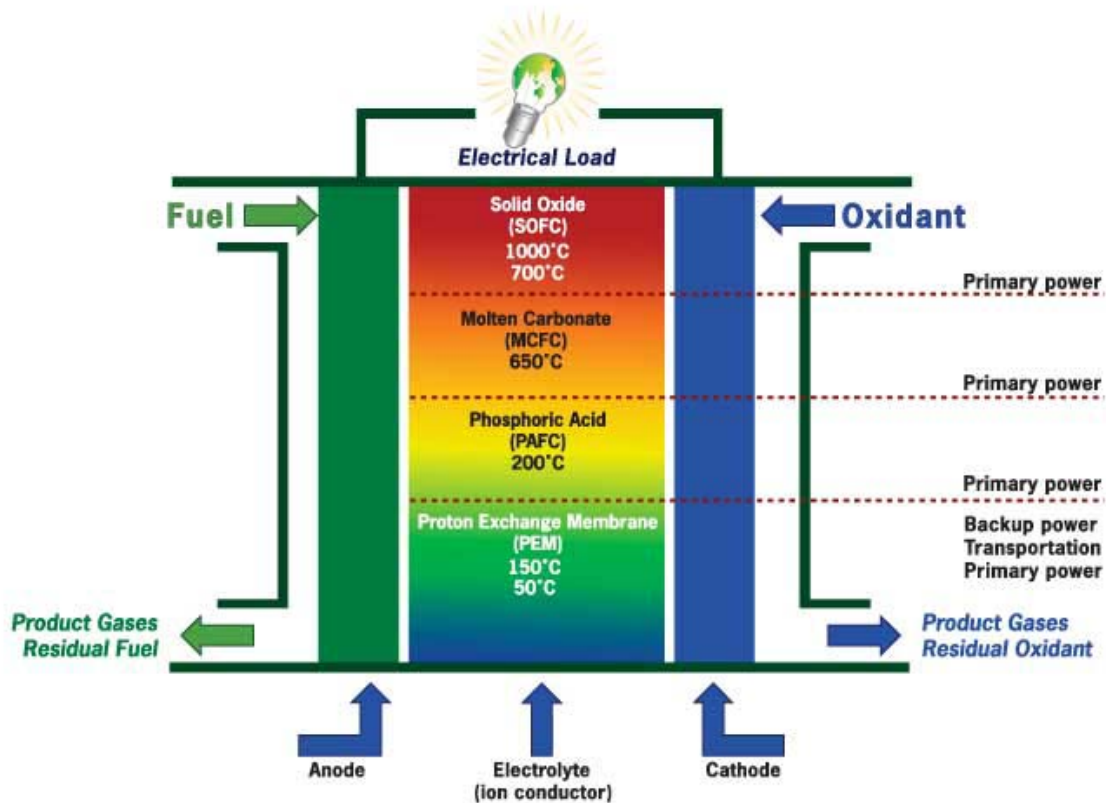 Electrical Load
Fuel
Oxidant
Solid Oxide
(SOFC)
1000°C
700°C
Primary power
Molten Carbonate
(MCFC)
650°C
Primary power
Phosphoric Acid
(PAFC)
200°C
Primary power
Proton Exchange Membrane
(PEM)
150°C
50°C
Backup power
Transportation
Primary power
Product Gases
Residual Fuel
Product Gases
Residual Oxidant
Anode
Electrolyte
(ion conductor)
Cathode